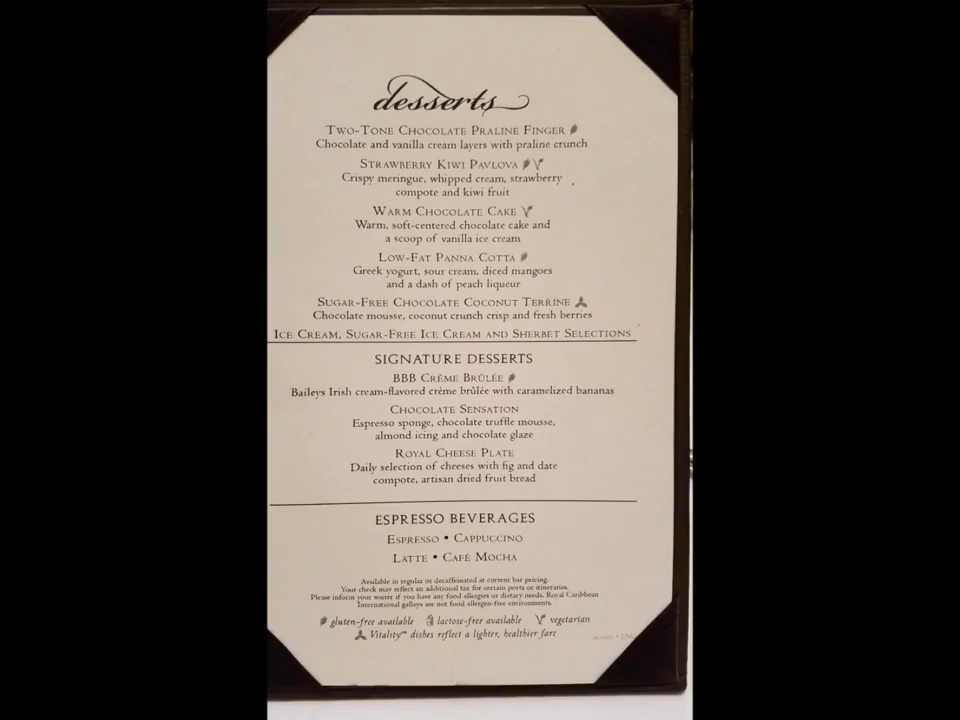 desserts
Two-Tone Chocolate Praline Finger
Chocolate and vanilla cream layers with praline crunch
Strawberry Kiwi Pavlova
Crispy meringue, whipped cream, strawberry
compote and kiwi fruit
Warm Chocolate Cake
Warm, soft-centered chocolate cake and
a scoop of vanilla ice cream
Low-Fat Panna Cotta
Greek yogurt, sour cream, diced mangoes
and a dash of peach liqueur
Sugar-Free Chocolate Coconut Terrine
Chocolate mousse, coconut crunch crisp and fresh berries
Ice Cream, Sugar-Free Ice Cream and Sherbet Selections
SIGNATURE DESSERTS
BBB Crème Brûlée
Baileys Irish cream-flavored crème brûlée with caramelized bananas
Chocolate Sensation
Espresso sponge, chocolate truffle mousse,
almond icing and chocolate glaze
Royal Cheese Plate
Daily selection of cheeses with fig and date
compote, artisan dried fruit bread
ESPRESSO BEVERAGES
Espresso • Cappuccino
Latte • Café Mocha
Available in regular or decaffeinated at current bar pricing.
Your check may reflect an additional tax for certain ports or itineraries.
Please inform your waiter if you have any food allergies or dietary needs. Royal Caribbean
International galleys are not food allergen-free environments.
gluten-free available lactose-free available vegetarian
Vitality℠ dishes reflect a lighter, healthier fare